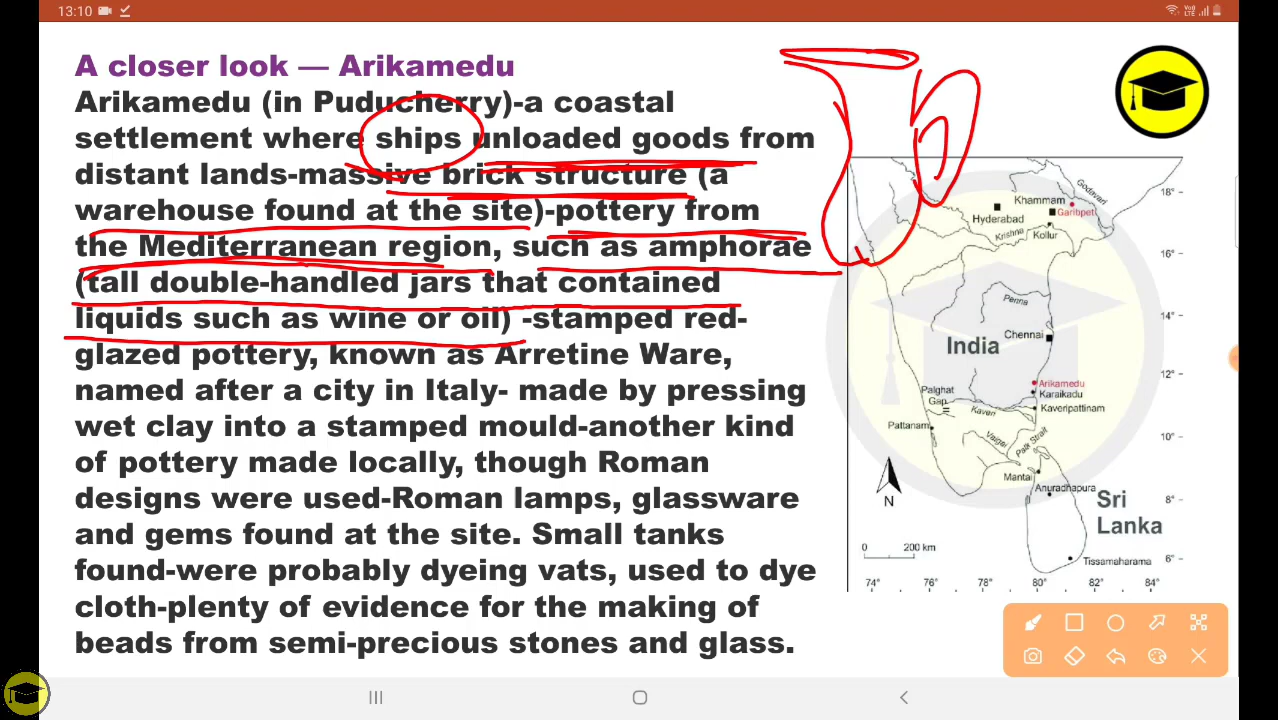 13:10
VoD LTE
A closer look — Arikamedu
Arikamedu (in Puducherry)-a coastal
settlement where ships unloaded goods from
distant lands-massive brick structure (a
warehouse found at the site)-pottery from
the Mediterranean region, such as amphorae
(tall double-handled jars that contained
liquids such as wine or oil) -stamped red-
glazed pottery, known as Arretine Ware,
named after a city in Italy- made by pressing
wet clay into a stamped mould-another kind
of pottery made locally, though Roman
designs were used-Roman lamps, glassware
and gems found at the site. Small tanks
found-were probably dyeing vats, used to dye
cloth-plenty of evidence for the making of
beads from semi-precious stones and glass.
Godavari
18°
Khammam
Garibpet
Hyderabad
Krishna
Kollur
16°
Penna
Chennai
India
12°
Arikamedu
Palghat
Gap
Karaikadu
Kaveri
Kaveripattinam
Pattanam
Vaigai
Palk Strait
10°
Mantai
Anuradhapura
N
8°
Sri
Lanka
0 200 km
6°
Tissamaharama
74° 76° 78° 80° 82° 84°